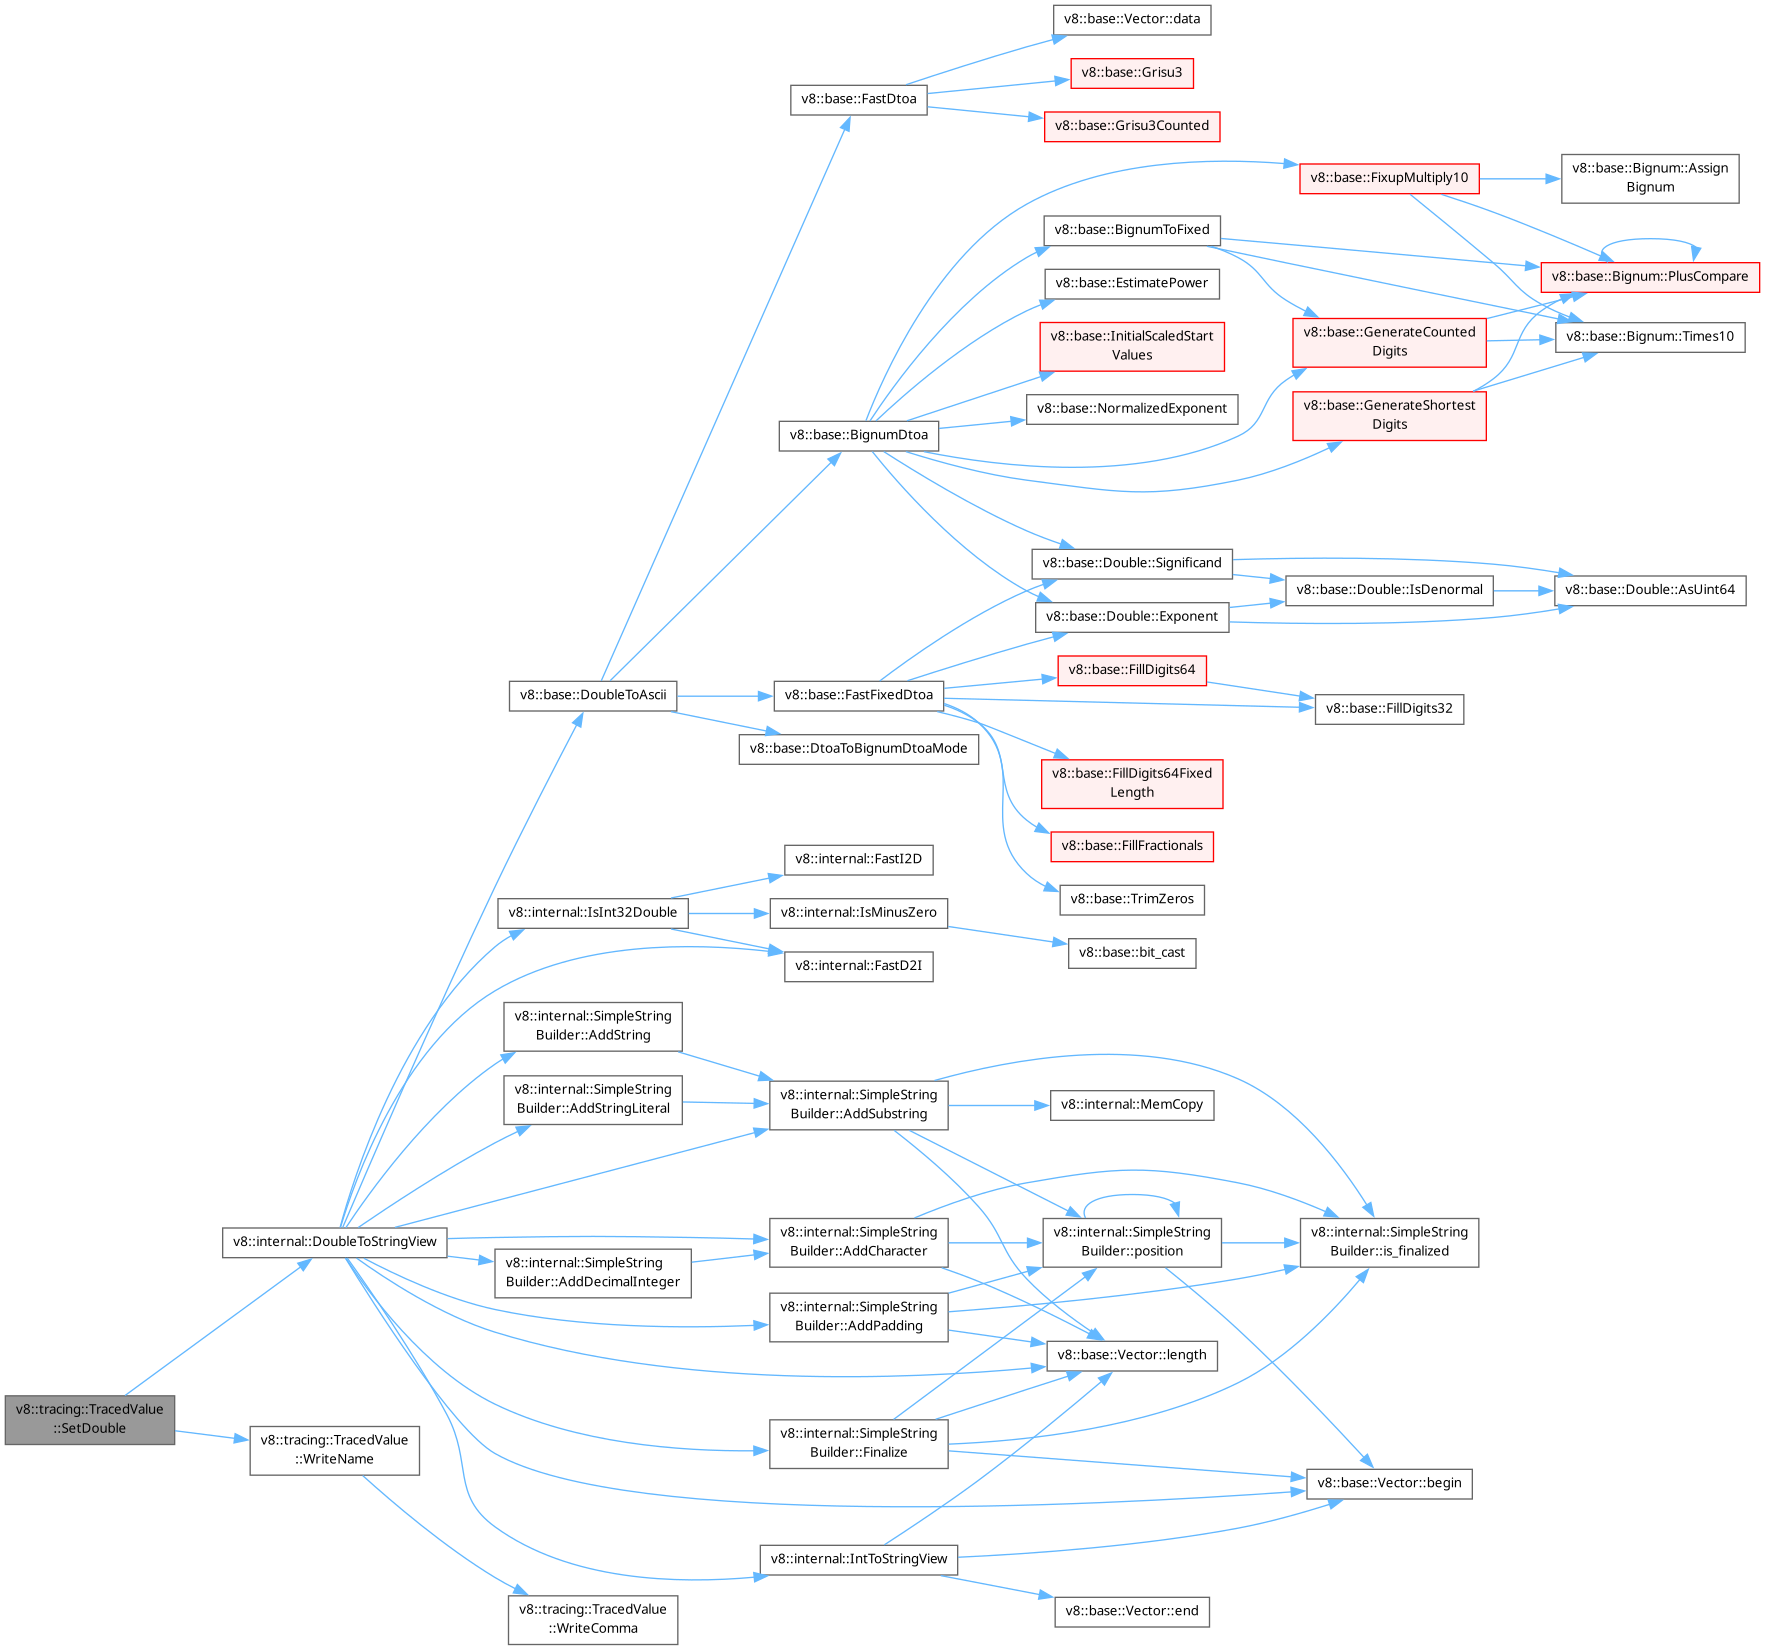 v8::base::Vector::data
v8::base::Grisu3
v8::base::FastDtoa
v8::base::Grisu3Counted
v8::base::FixupMultiply10
v8::base::Bignum::Assign
Bignum
v8::base::BignumToFixed
v8::base::EstimatePower
v8::base::Bignum::PlusCompare
v8::base::InitialScaledStart
Values
v8::base::GenerateCounted
Digits
v8::base::Bignum::Times10
v8::base::NormalizedExponent
v8::base::GenerateShortest
Digits
v8::base::BignumDtoa
v8::base::Double::Significand
v8::base::Double::IsDenormal
v8::base::Double::AsUint64
v8::base::Double::Exponent
v8::base::FillDigits64
v8::base::DoubleToAscii
v8::base::FastFixedDtoa
v8::base::FillDigits32
v8::base::DtoaToBignumDtoaMode
v8::base::FillDigits64Fixed
Length
v8::base::FillFractionals
v8::internal::FastI2D
v8::base::TrimZeros
v8::internal::IsInt32Double
v8::internal::IsMinusZero
v8::base::bit_cast
v8::internal::FastD2I
v8::internal::SimpleString
Builder::AddString
v8::internal::SimpleString
Builder::AddStringLiteral
v8::internal::SimpleString
Builder::AddSubstring
v8::internal::MemCopy
v8::internal::DoubleToStringView
v8::internal::SimpleString
Builder::AddCharacter
v8::internal::SimpleString
Builder::position
v8::internal::SimpleString
Builder::is_finalized
v8::internal::SimpleString
Builder::AddDecimalInteger
v8::internal::SimpleString
Builder::AddPadding
v8::base::Vector::length
v8::tracing::TracedValue
::SetDouble
v8::tracing::TracedValue
::WriteName
v8::internal::SimpleString
Builder::Finalize
v8::base::Vector::begin
v8::internal::IntToStringView
v8::base::Vector::end
v8::tracing::TracedValue
::WriteComma